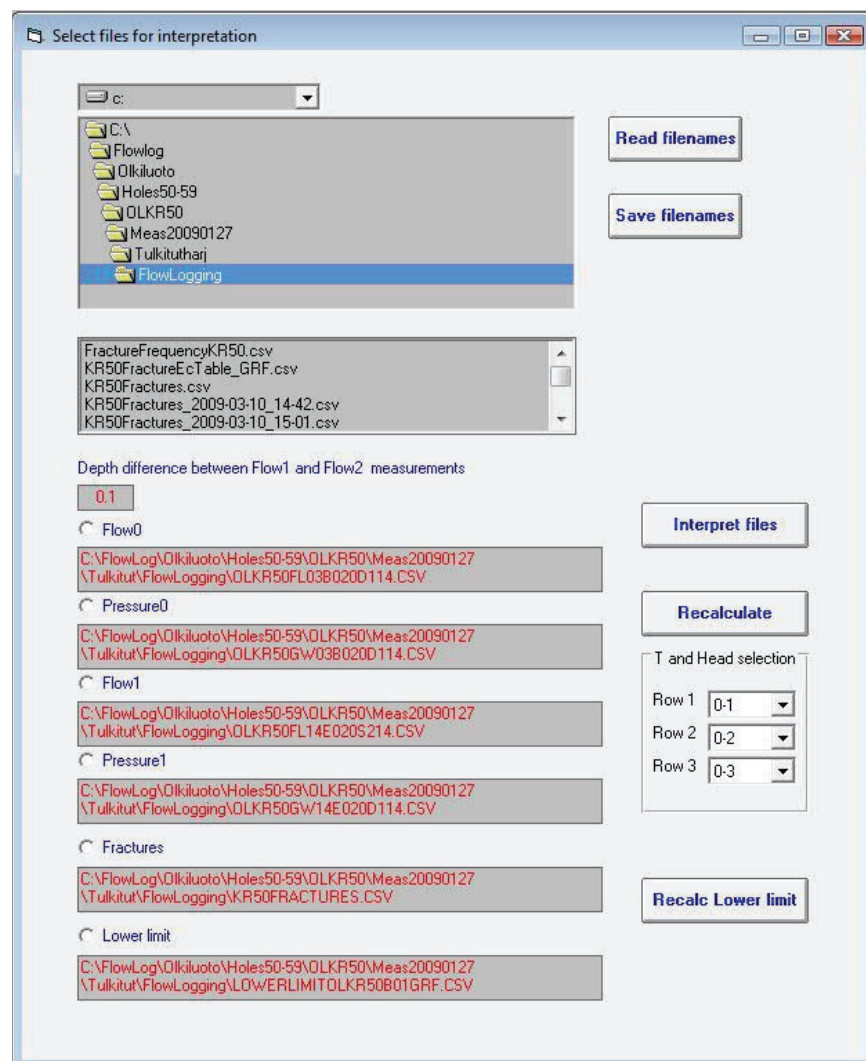 Select files for interpretation
c:
C:\
Flowlog
Olkiluoto
Holes50-59
OLKR50
Meas20090127
Tulkitutharj
FlowLogging
Read filenames
Save filenames
FractureFrequencyKR50.csv
KR50FractureEcTable_GRF.csv
KR50Fractures.csv
KR50Fractures_2009-03-10_14-42.csv
KR50Fractures_2009-03-10_15-01.csv
Depth difference between Flow1 and Flow2 measurements
0.1
Flow0
C:\FlowLog\Olkiluoto\Holes50-59\OLKR50\Meas20090127
\Tulkitut\FlowLogging\OLKR50FL03B020D114.CSV
Pressure0
C:\FlowLog\Olkiluoto\Holes50-59\OLKR50\Meas20090127
\Tulkitut\FlowLogging\OLKR50GW03B020D114.CSV
Flow1
C:\FlowLog\Olkiluoto\Holes50-59\OLKR50\Meas20090127
\Tulkitut\FlowLogging\OLKR50FL14E020S214.CSV
Pressure1
C:\FlowLog\Olkiluoto\Holes50-59\OLKR50\Meas20090127
\Tulkitut\FlowLogging\OLKR50GW14E020D114.CSV
Fractures
C:\FlowLog\Olkiluoto\Holes50-59\OLKR50\Meas20090127
\Tulkitut\FlowLogging\KR50FRACTURES.CSV
Lower limit
C:\FlowLog\Olkiluoto\Holes50-59\OLKR50\Meas20090127
\Tulkitut\FlowLogging\LOWERLIMITOLKR50B01GRF.CSV
Interpret files
Recalculate
T and Head selection
Row 1 0-1
Row 2 0-2
Row 3 0-3
Recalc Lower limit